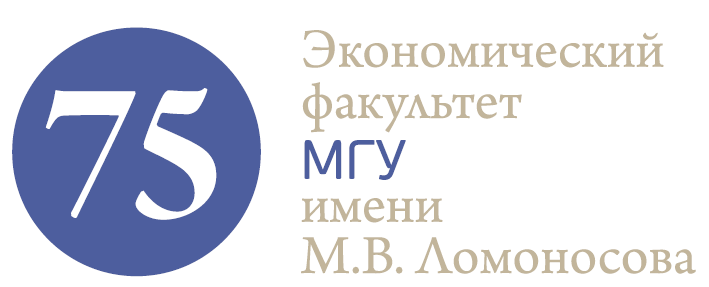 75
Экономический
факультет
МГУ
имени
М.В. Ломоносова